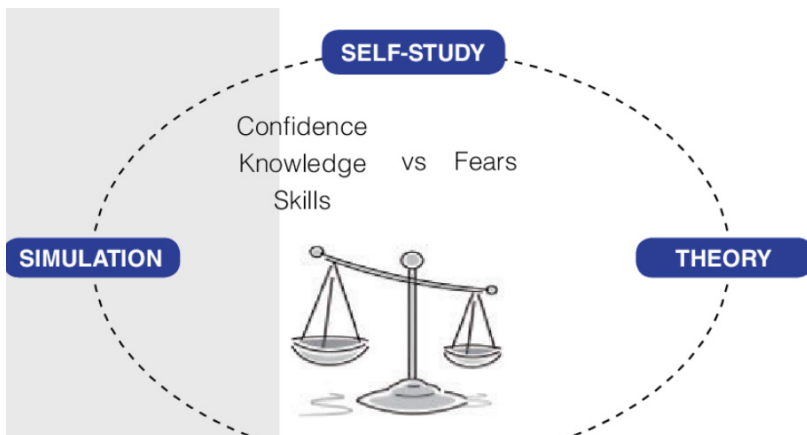 SELF-STUDY
Confidence
Knowledge vs Fears
Skills
SIMULATION
THEORY